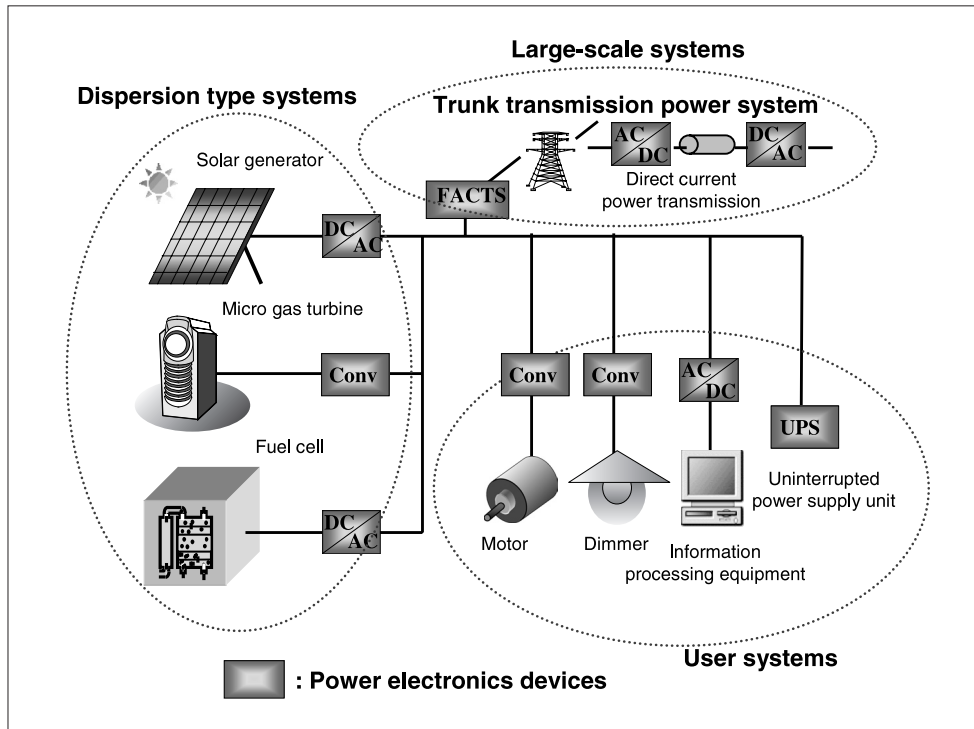 Large-scale systems
Dispersion type systems
Trunk transmission power system
Solar generator
AC
DC
DC
AC
Direct current
power transmission
FACTS
DC
AC
Micro gas turbine
Conv
Conv
Conv
AC
DC
UPS
Fuel cell
Uninterrupted
power supply unit
DC
AC
Motor
Dimmer
Information
processing equipment
User systems
: Power electronics devices